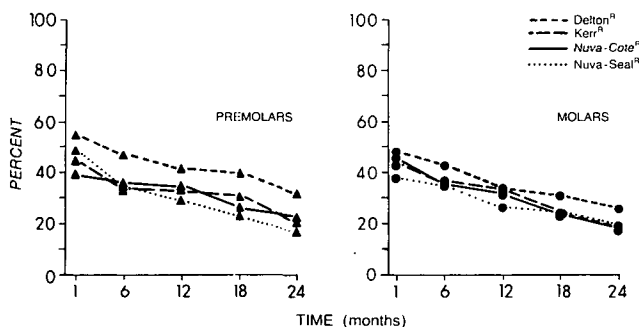 PERCENT
100
80
60
40
20
0
PREMOLARS
1 6 12 18 24
100
80
60
40
20
0
Delton R
Kerr R
Nuva-Cote R
Nuva-Seal R
MOLARS
1 6 12 18 24
TIME (months)